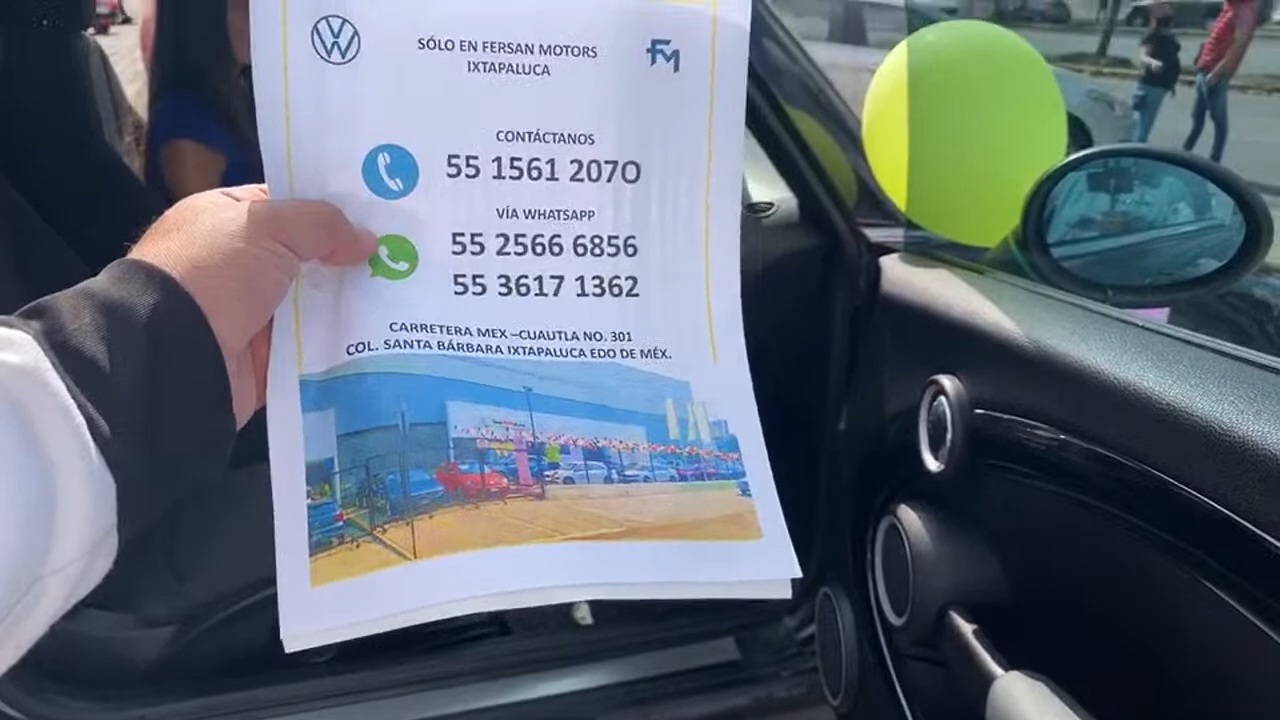 SÓLO EN FERSAN MOTORS
IXTAPALUCA
CONTÁCTANOS
55 1561 2070
VÍA WHATSAPP
55 2566 6856
55 3617 1362
CARRETERA MEX –CUAUTLA NO. 301
COL. SANTA BÁRBARA IXTAPALUCA EDO DE MÉX.